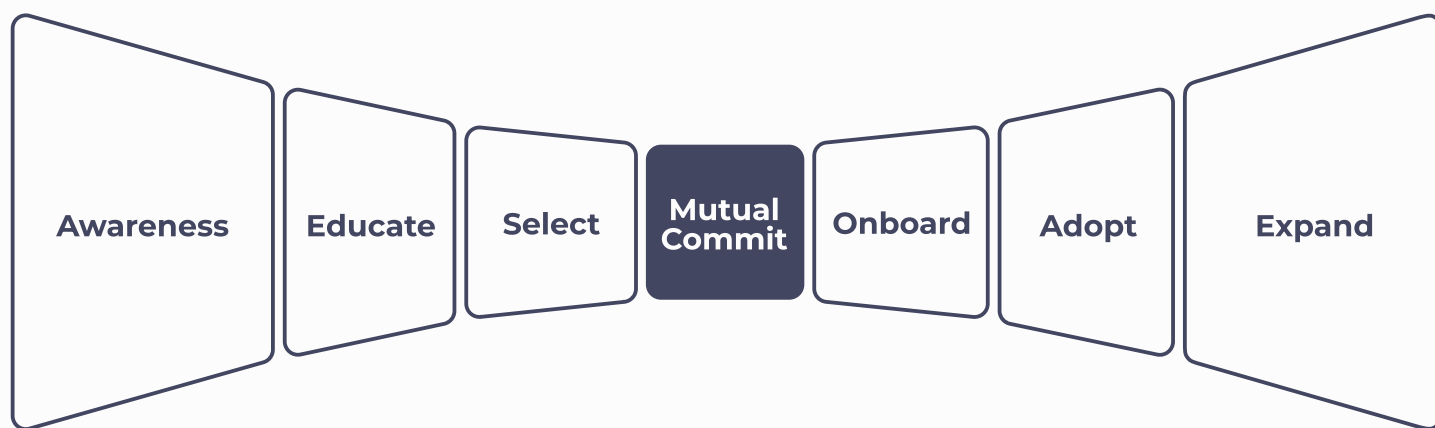 Awareness
Educate
Select
Mutual
Commit
Onboard
Adopt
Expand